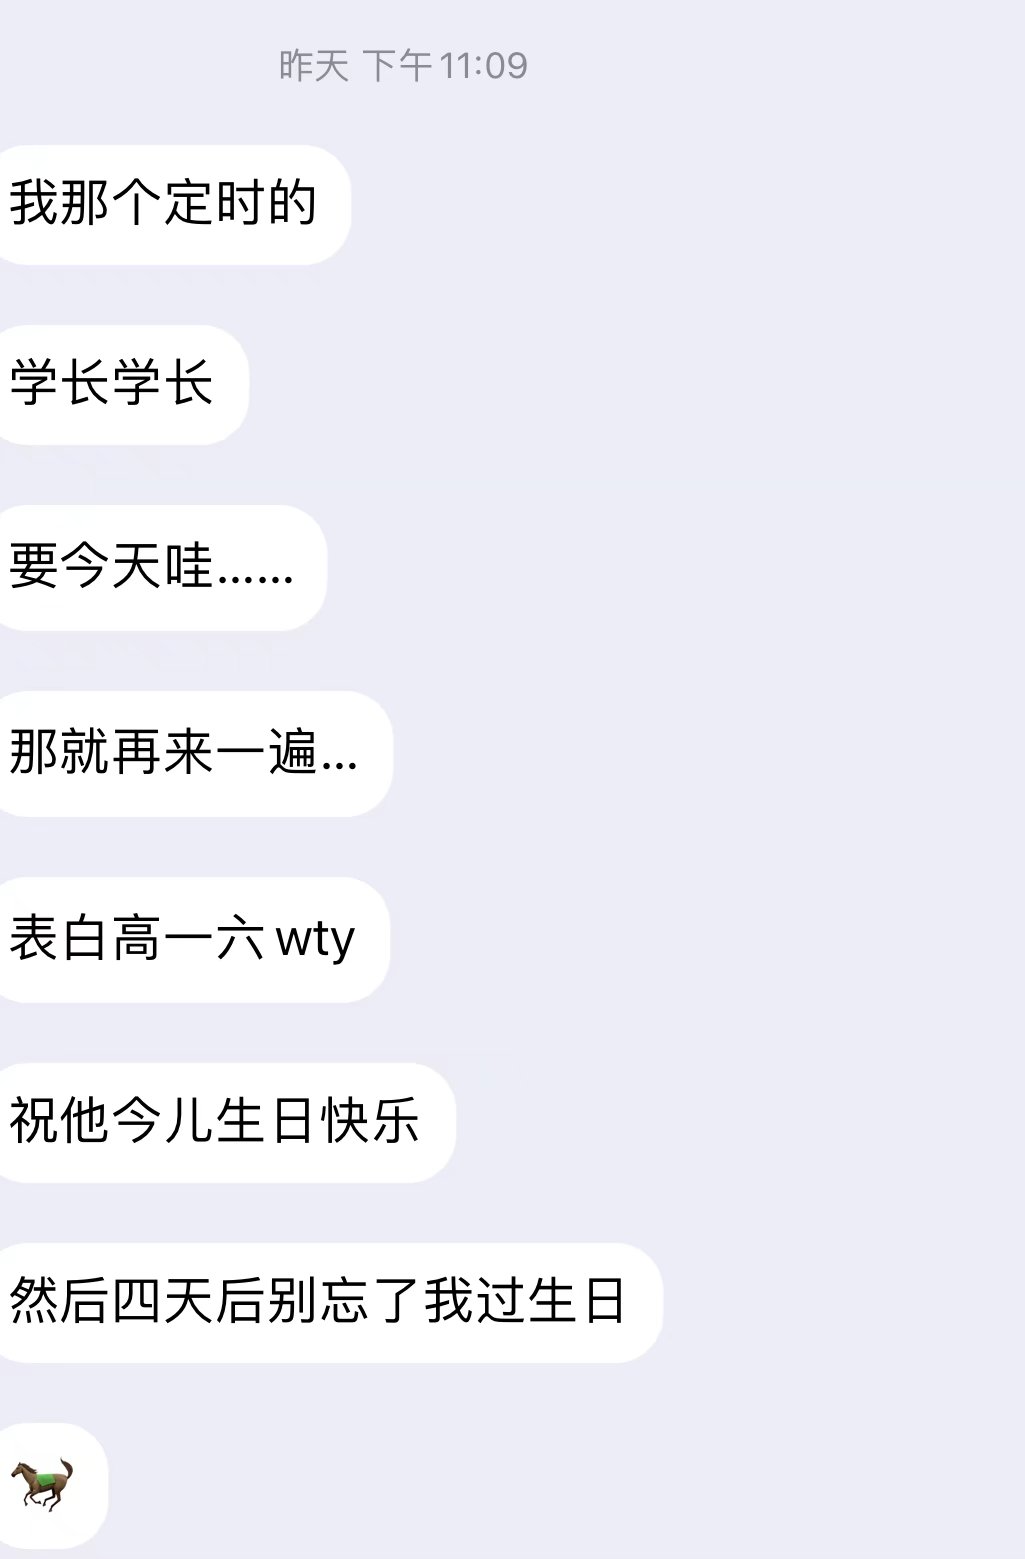 昨天 下午11:09
我那个定时的
学长学长
要今天哇......
那就再来一遍...
表白高一六wty
祝他今儿生日快乐
然后四天后别忘了我过生日
🐎